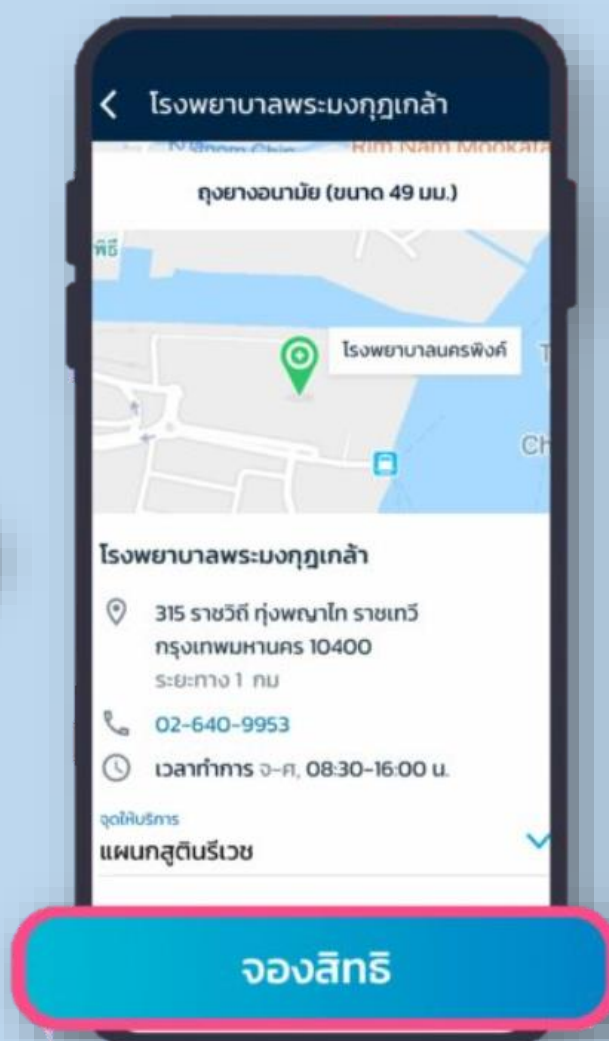 โรงพยาบาลพระมงกุฎเกล้า
Rim Nam Mookata
ถุงยางอนามัย (ขนาด 49 มม.)
พิธี
โรงพยาบาลนครพิงค์
Ch
โรงพยาบาลพระมงกุฎเกล้า
315 ราชวิถี ทุ่งพญาไท ราชเทวี
กรุงเทพมหานคร 10400
ระยะทาง 1 กม
02-640-9953
เวลาทำการ จ-ศ, 08:30-16:00 น.
จุดให้บริการ
แผนกสูตินรีเวช
จองสิทธิ